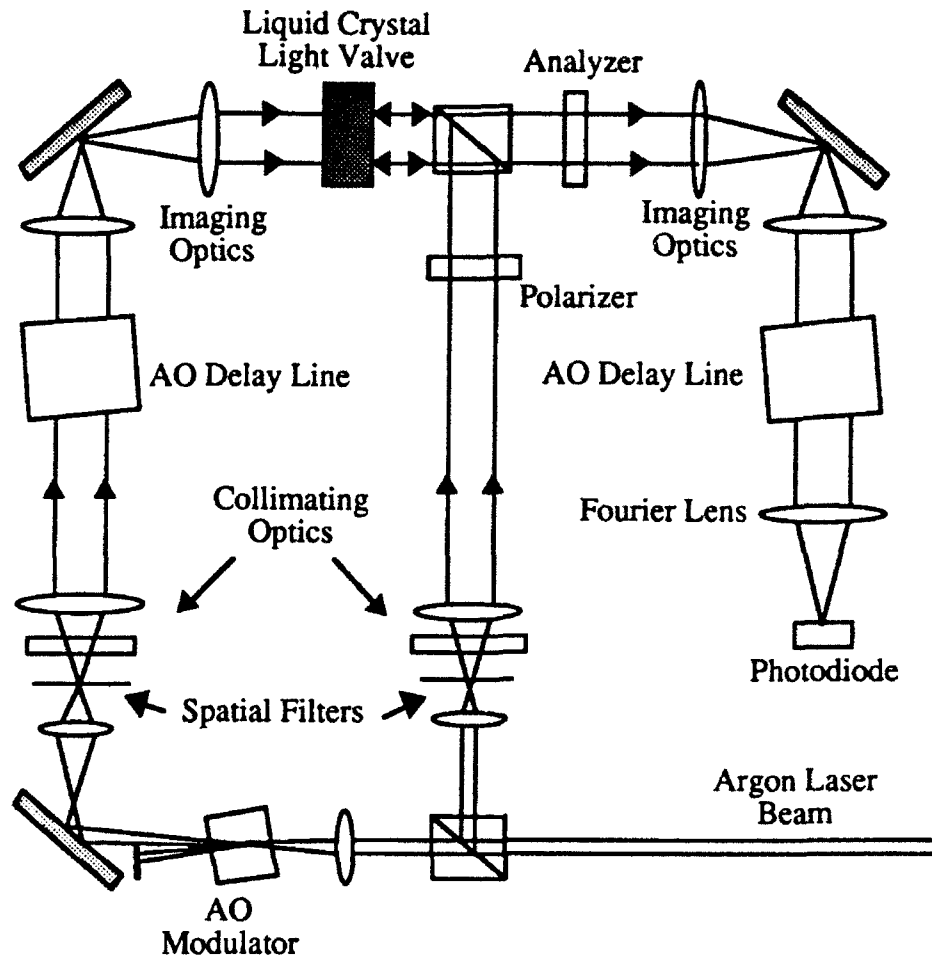 Liquid Crystal
Light Valve
Analyzer
Imaging
Optics
Imaging
Optics
Polarizer
AO Delay Line
AO Delay Line
Collimating
Optics
Fourier Lens
Photodiode
Spatial Filters
Argon Laser
Beam
AO
Modulator